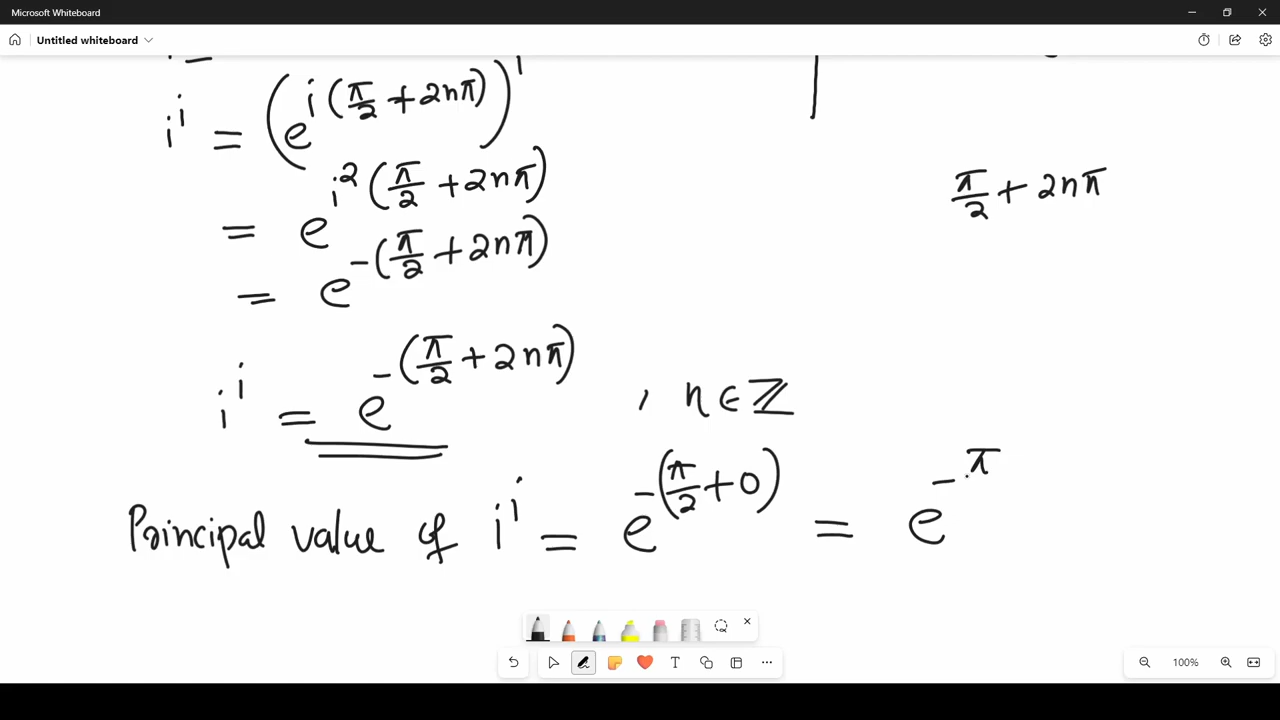 Microsoft Whiteboard
Untitled whiteboard
i^i = (e^{i(π/2 + 2nπ)})^i
π/2 + 2nπ
= e^{i^2(π/2 + 2nπ)}
= e^{-(π/2 + 2nπ)}
i^i = e^{-(π/2 + 2nπ)} , n ∈ ℤ
Principal value of i^i = e^{-(π/2 + 0)} = e^{-π}
100%